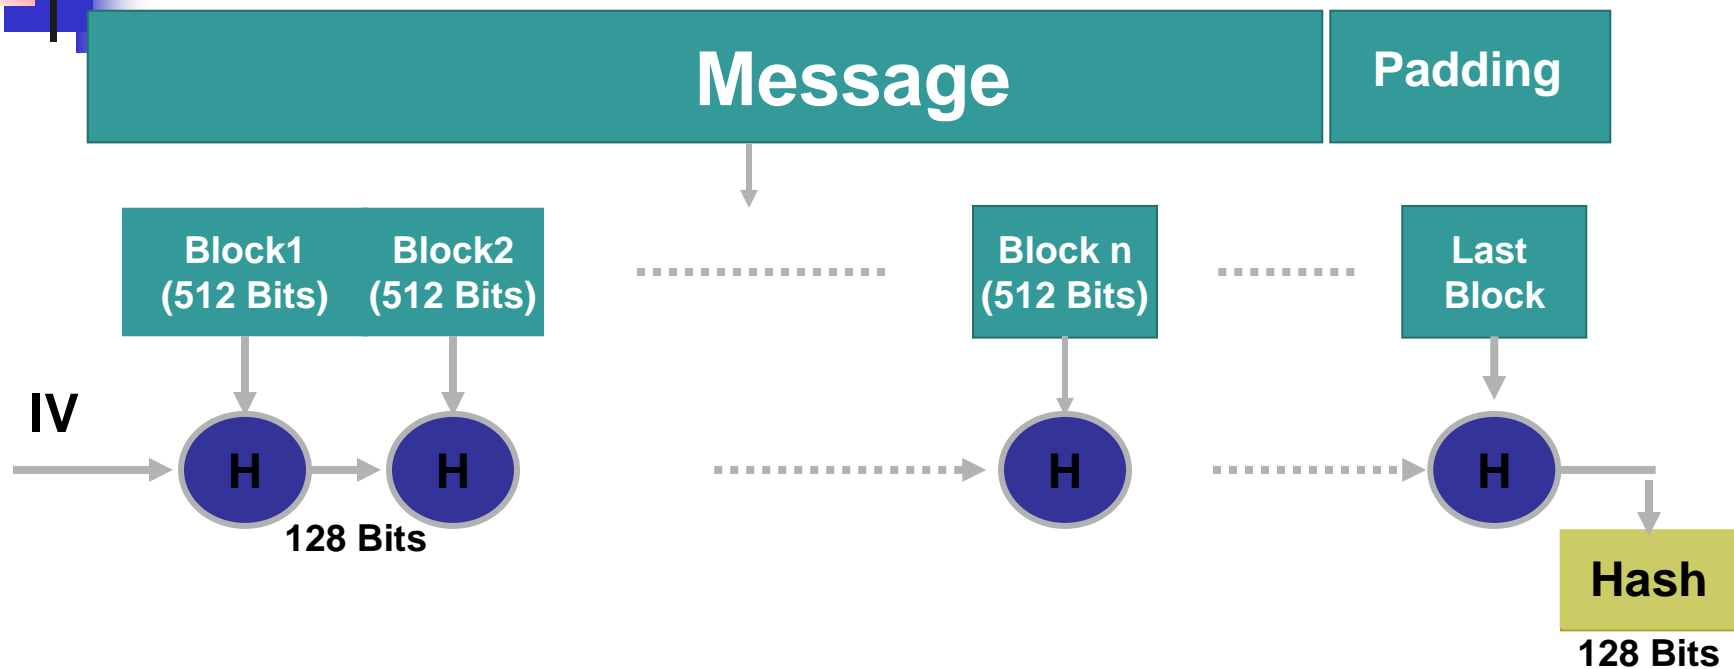 Message
Padding
Block1
(512 Bits)
Block2
(512 Bits)
Block n
(512 Bits)
Last
Block
IV
H
H
H
H
128 Bits
Hash
128 Bits